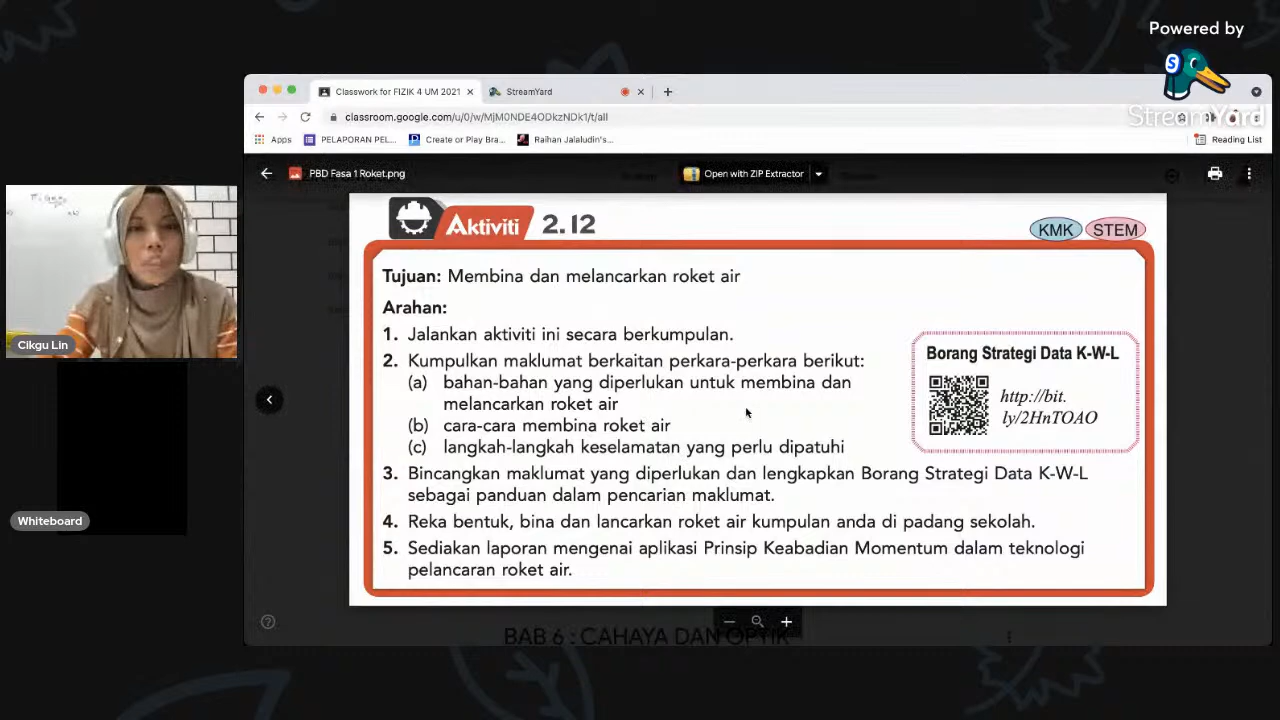 Powered by
S
StreamYard
Classwork for FIZIK 4 UM 2021
StreamYard
classroom.google.com/u/0/w/MjM0NDE4ODkzNDk1/t/all
Apps
PELAPORAN PEL...
Create or Play Bra...
Raihan Jalaludin's...
Reading List
PBD Fasa 1 Roket.png
Open with ZIP Extractor
Aktiviti 2.12
KMK STEM
Tujuan: Membina dan melancarkan roket air
Arahan:
1. Jalankan aktiviti ini secara berkumpulan.
2. Kumpulkan maklumat berkaitan perkara-perkara berikut:
(a) bahan-bahan yang diperlukan untuk membina dan
melancarkan roket air
(b) cara-cara membina roket air
(c) langkah-langkah keselamatan yang perlu dipatuhi
Borang Strategi Data K-W-L
http://bit.
ly/2HnTOAO
3. Bincangkan maklumat yang diperlukan dan lengkapkan Borang Strategi Data K-W-L
sebagai panduan dalam pencarian maklumat.
4. Reka bentuk, bina dan lancarkan roket air kumpulan anda di padang sekolah.
5. Sediakan laporan mengenai aplikasi Prinsip Keabadian Momentum dalam teknologi
pelancaran roket air.
BAB 6 : CAHAYA DAN OPTIK
Cikgu Lin
Whiteboard